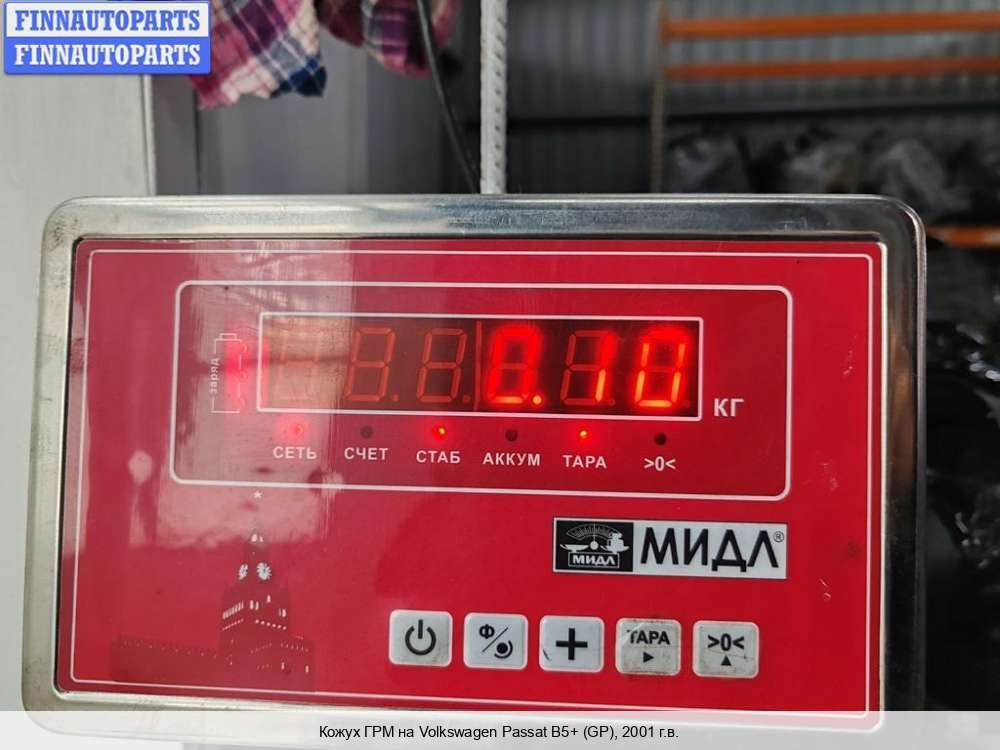 FINNAUTOPARTS
FINNAUTOPARTS
заряд
0.10
КГ
СЕТЬ СЧЕТ СТАБ АККУМ ТАРА >0<
*
МИДЛ МИДЛ®
Ф ТАРА >0<
Кожух ГРМ на Volkswagen Passat B5+ (GP), 2001 г.в.